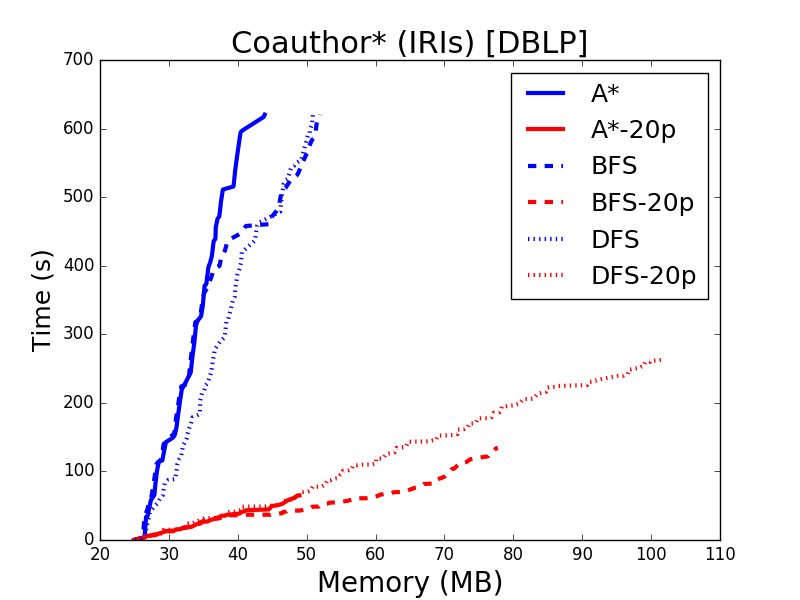 Coauthor* (IRIs) [DBLP]
700
600
500
400
300
200
100
0
Time (s)
A*
A*-20p
BFS
BFS-20p
DFS
DFS-20p
20 30 40 50 60 70 80 90 100 110
Memory (MB)